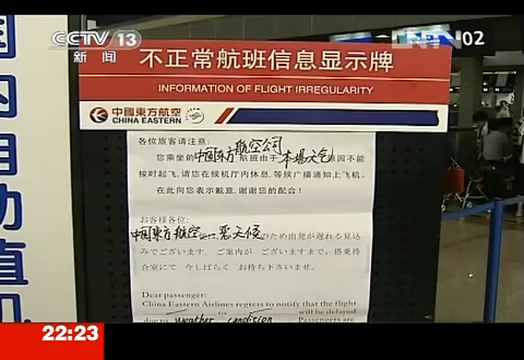 CCTV 13
新闻
02
不正常航班信息显示牌
INFORMATION OF FLIGHT IRREGULARITY
中國東方航空
CHINA EASTERN
国内自助值
各位旅客请注意：
您乘坐的中国东方航空公司航班由于本场天气原因不能
按时起飞，请您在候机厅内休息，等候广播通知上飞机。
在此向您表示歉意，谢谢您的配合！
お客様各位：
中国东方航空 悪天候のため出発が遅れる見込
みでございます。ご案内がございますまで，搭乗待
合室にて 今しばらく お待ち下さいませ。
Dear passenger:
China Eastern Airlines regrets to notify that the flight
will be delayed
due to weather condition Passengers are
22:23